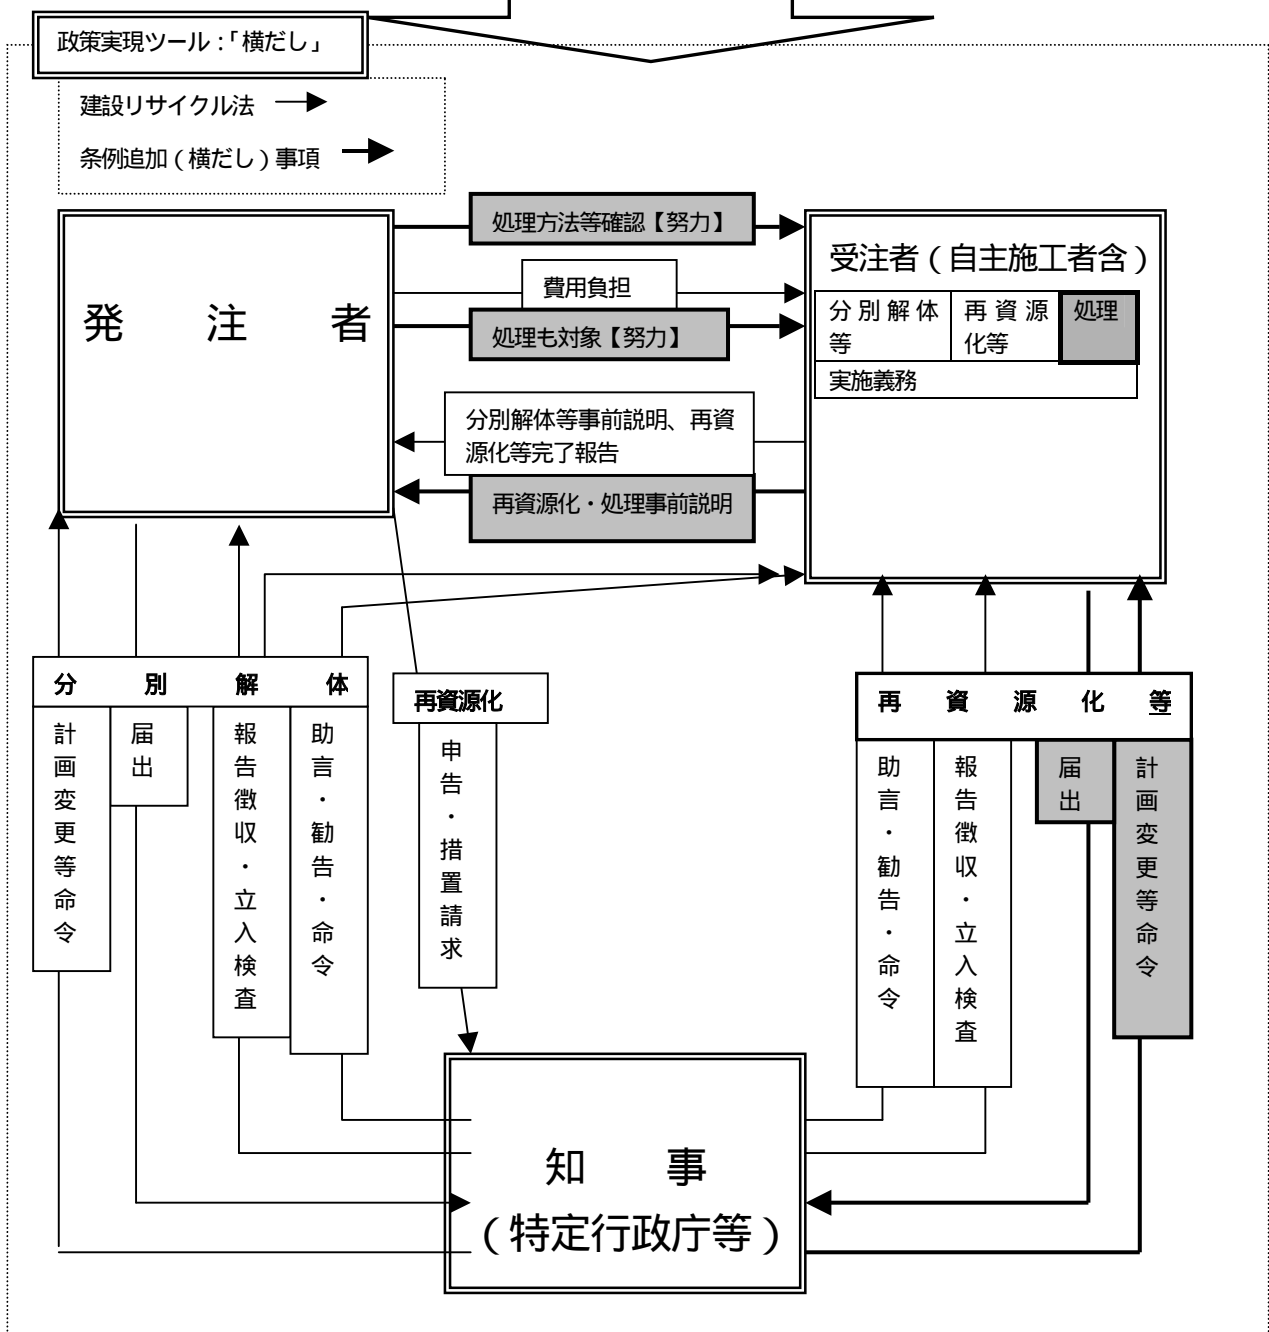 政策実現ツール：「横だし」
建設リサイクル法
条例追加（横だし）事項
処理方法等確認【努力】
費用負担
処理も対象【努力】
発注者
受注者（自主施工者含）
分別解体
等
再資源
化等
処理
実施義務
分別解体等事前説明、再資
源化等完了報告
再資源化・処理事前説明
分別解体
計画変更等命令
届出
報告徴収・立入検査
助言・勧告・命令
再資源化
申告・措置請求
再資源化等
助言・勧告・命令
報告徴収・立入検査
届出
計画変更等命令
知事
（特定行政庁等）